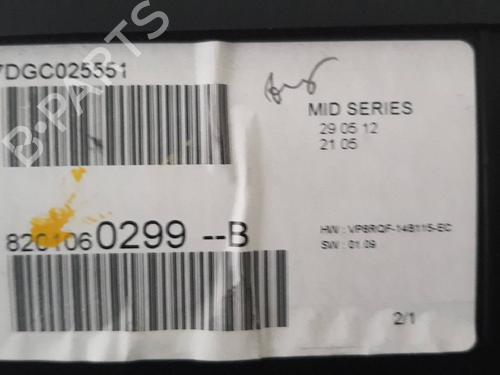 7DGC025551
MID SERIES
29 05 12
21 05
8201060299 --B
HW : VP8RQF-14B115-EC
SW : 01.09
2/1
B-PARTS